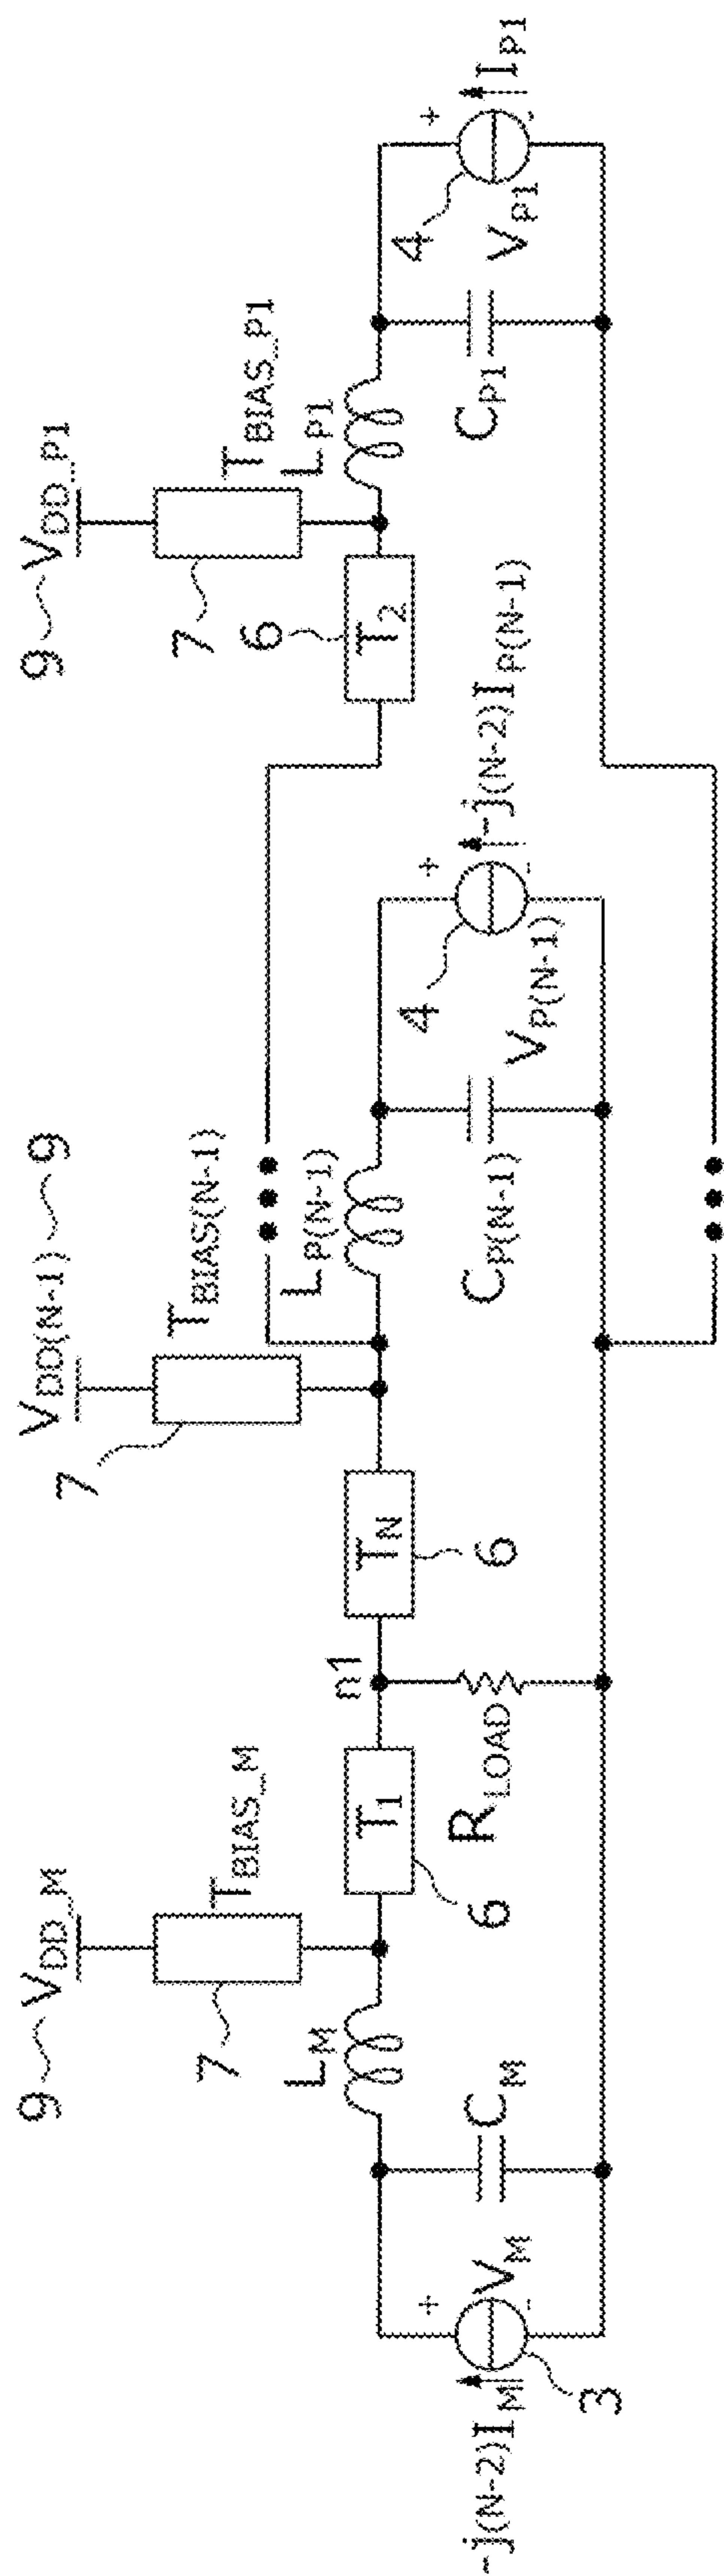 9 V_DD_M
V_DD(N-1) 9
9 V_DD_P1
7
T_BIAS_M
7
T_BIAS(N-1)
7
T_BIAS_P1
L_M
T_1
6
n1
T_N
6
L_P(N-1)
6
T_2
L_P1
-j(N-2)I_M
+
V_M
-
3
C_M
R_LOAD
C_P(N-1)
V_P(N-1)
4
+
-
-j(N-2)I_P(N-1)
C_P1
V_P1
4
+
-
I_P1